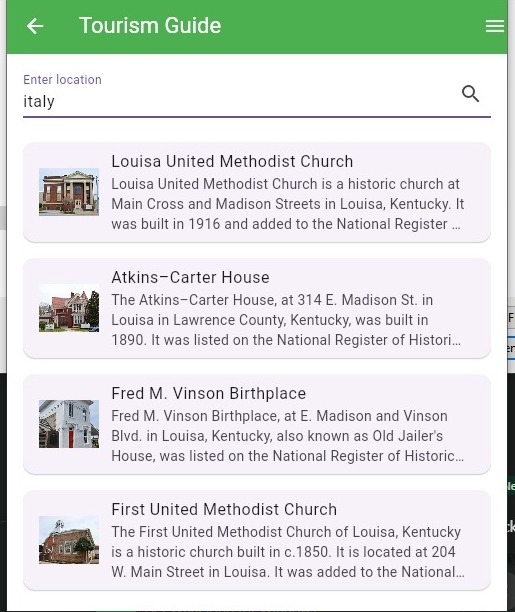 Tourism Guide
Enter location
italy
Louisa United Methodist Church
Louisa United Methodist Church is a historic church at
Main Cross and Madison Streets in Louisa, Kentucky. It
was built in 1916 and added to the National Register ...
Atkins–Carter House
The Atkins–Carter House, at 314 E. Madison St. in
Louisa in Lawrence County, Kentucky, was built in
1890. It was listed on the National Register of Histori...
Fred M. Vinson Birthplace
Fred M. Vinson Birthplace, at E. Madison and Vinson
Blvd. in Louisa, Kentucky, also known as Old Jailer's
House, was listed on the National Register of Historic...
First United Methodist Church
The First United Methodist Church of Louisa, Kentucky
is a historic church built in c.1850. It is located at 204
W. Main Street in Louisa. It was added to the National...